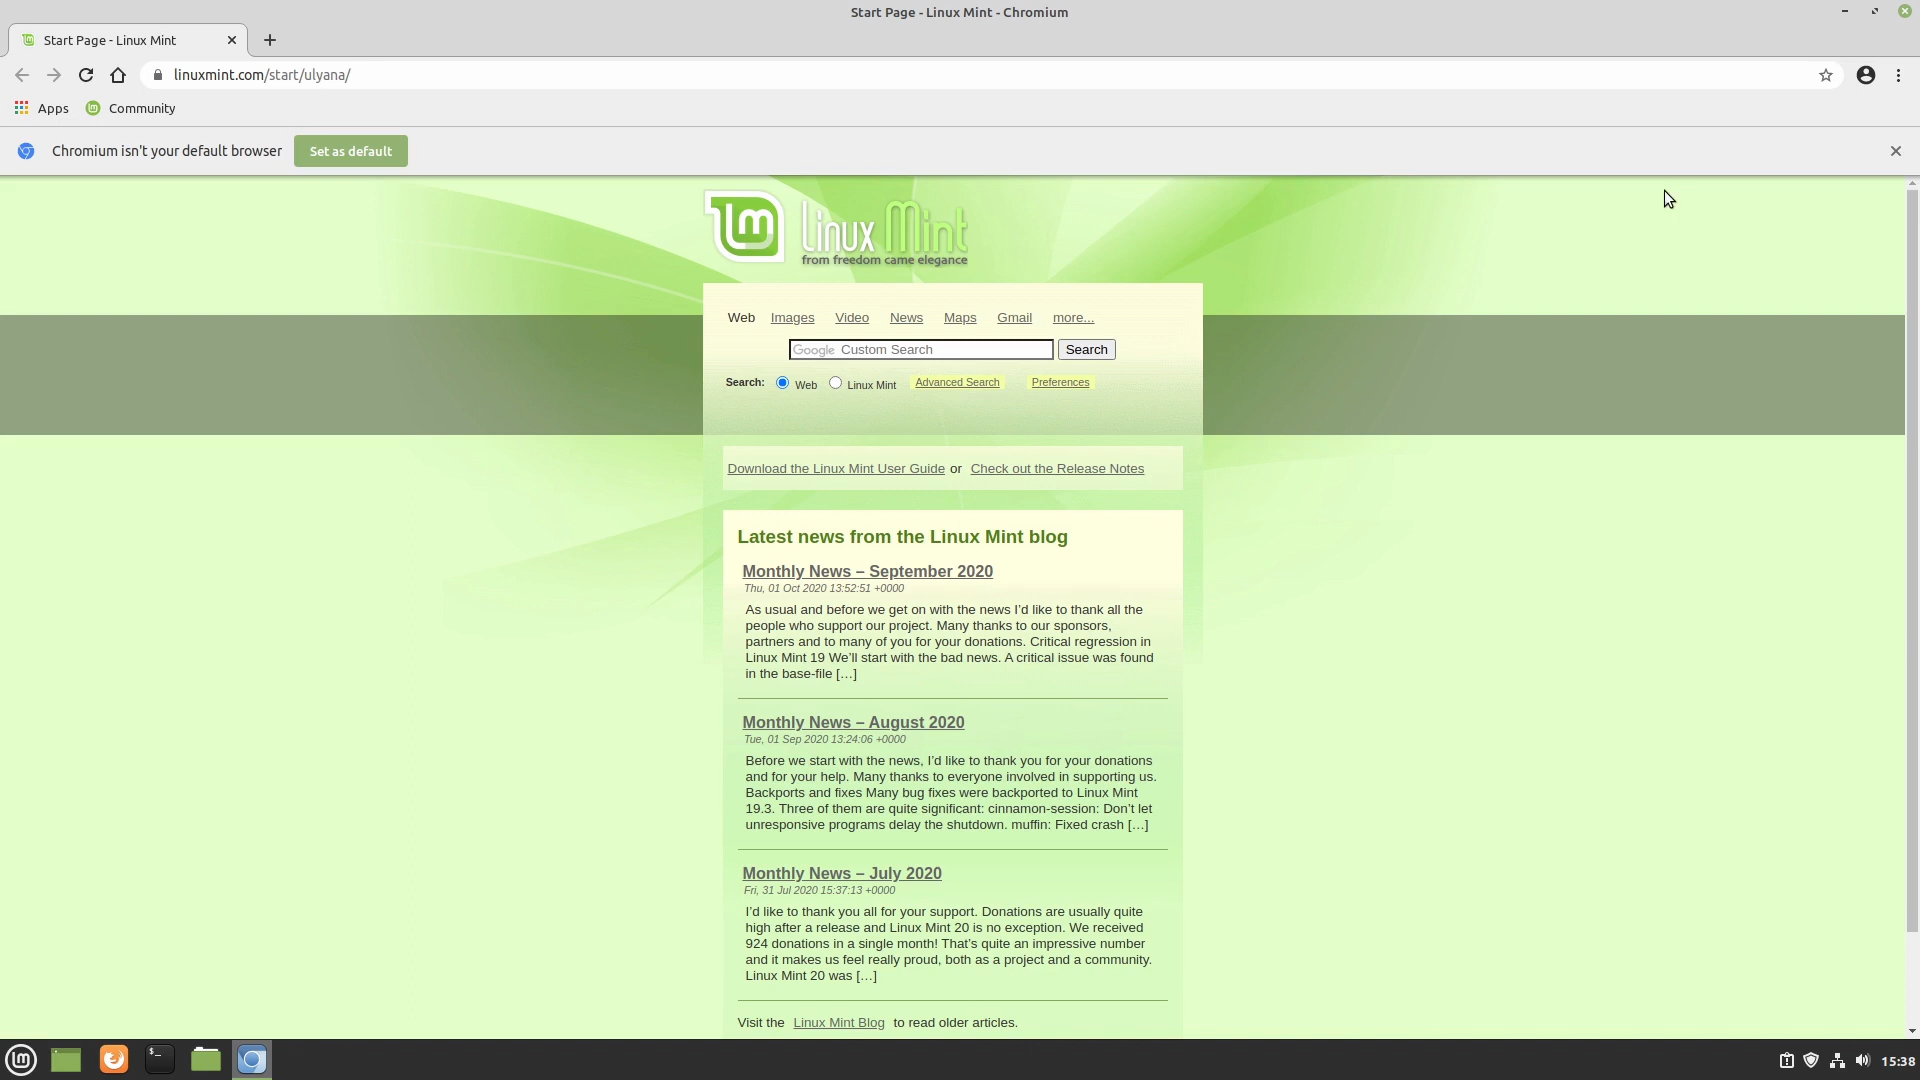 Start Page - Linux Mint - Chromium
Start Page - Linux Mint
linuxmint.com/start/ulyana/
Apps Community
Chromium isn't your default browser Set as default
Linux Mint
from freedom came elegance
Web Images Video News Maps Gmail more...
Google Custom Search Search
Search: Web Linux Mint Advanced Search Preferences
Download the Linux Mint User Guide or Check out the Release Notes
Latest news from the Linux Mint blog
Monthly News – September 2020
Thu, 01 Oct 2020 13:52:51 +0000
As usual and before we get on with the news I’d like to thank all the
people who support our project. Many thanks to our sponsors,
partners and to many of you for your donations. Critical regression in
Linux Mint 19 We’ll start with the bad news. A critical issue was found
in the base-file […]
Monthly News – August 2020
Tue, 01 Sep 2020 13:24:06 +0000
Before we start with the news, I’d like to thank you for your donations
and for your help. Many thanks to everyone involved in supporting us.
Backports and fixes Many bug fixes were backported to Linux Mint
19.3. Three of them are quite significant: cinnamon-session: Don’t let
unresponsive programs delay the shutdown. muffin: Fixed crash […]
Monthly News – July 2020
Fri, 31 Jul 2020 15:37:13 +0000
I’d like to thank you all for your support. Donations are usually quite
high after a release and Linux Mint 20 is no exception. We received
924 donations in a single month! That’s quite an impressive number
and it makes us feel really proud, both as a project and a community.
Linux Mint 20 was […]
Visit the Linux Mint Blog to read older articles.
$_
15:38